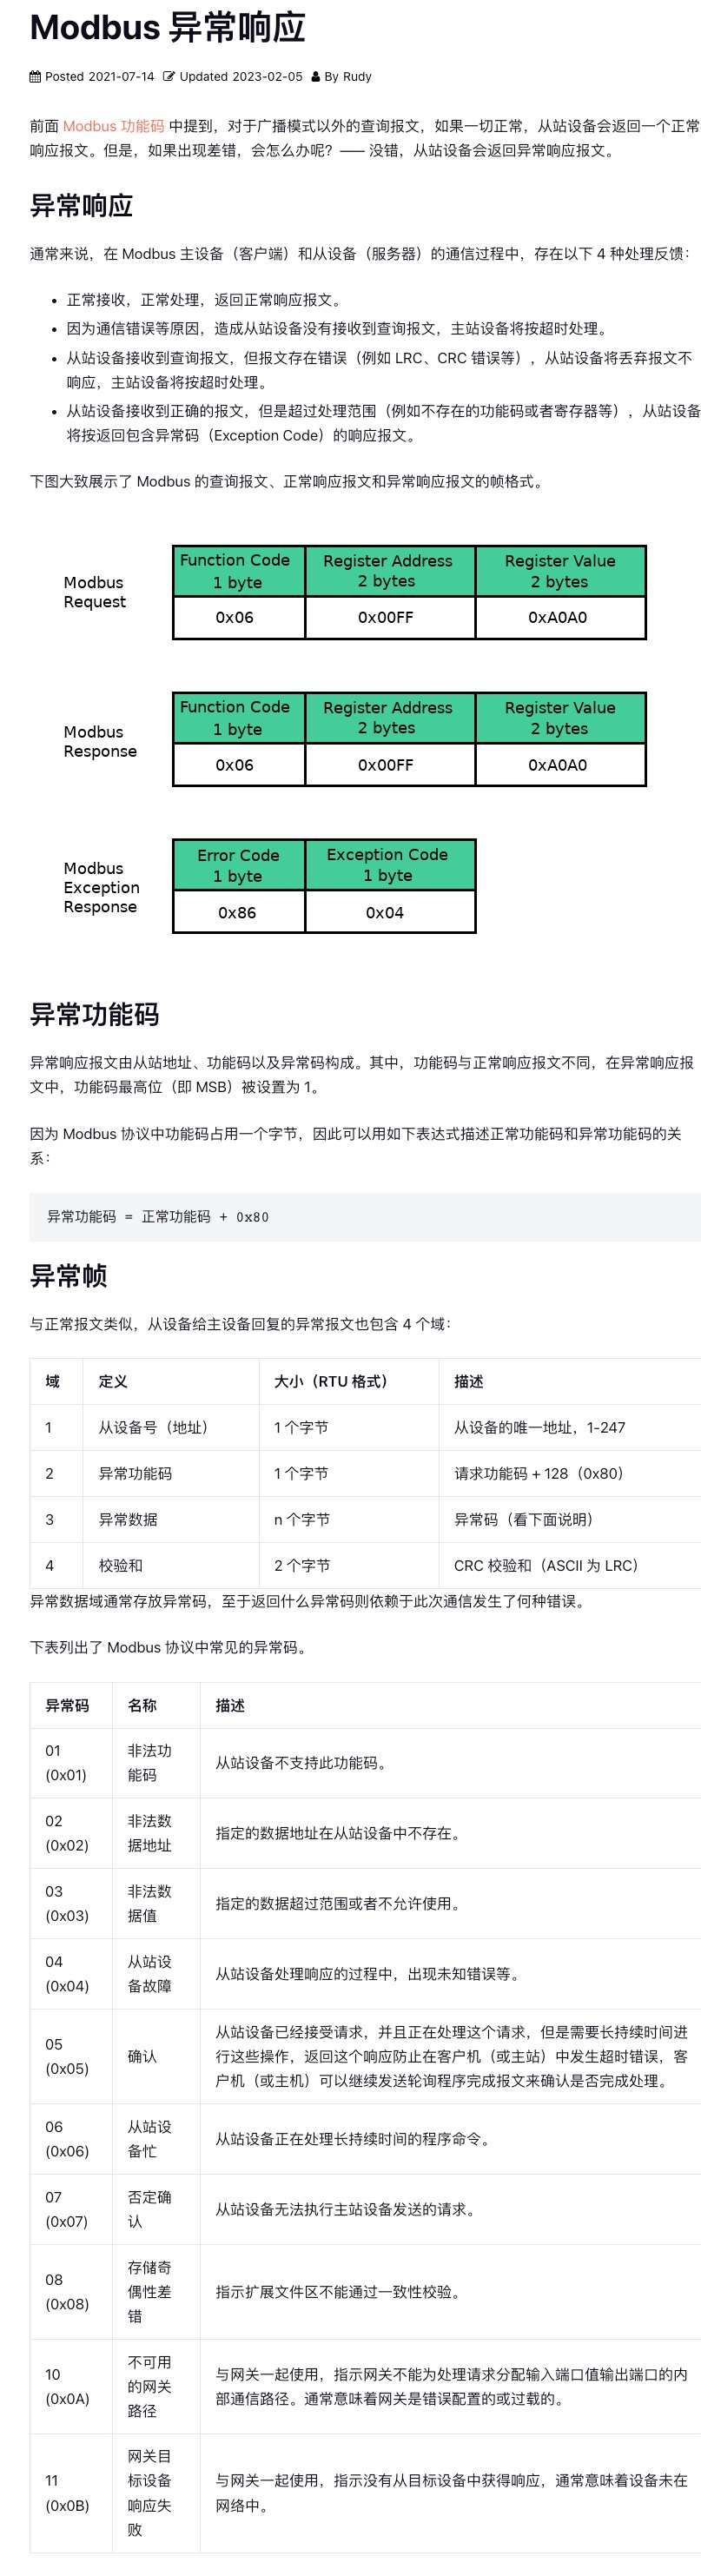 Modbus 异常响应
Posted 2021-07-14 Updated 2023-02-05 By Rudy
前面 Modbus 功能码 中提到，对于广播模式以外的查询报文，如果一切正常，从站设备会返回一个正常
响应报文。但是，如果出现差错，会怎么办呢？—— 没错，从站设备会返回异常响应报文。
异常响应
通常来说，在 Modbus 主设备（客户端）和从设备（服务器）的通信过程中，存在以下 4 种处理反馈：
• 正常接收，正常处理，返回正常响应报文。
• 因为通信错误等原因，造成从站设备没有接收到查询报文，主站设备将按超时处理。
• 从站设备接收到查询报文，但报文存在错误（例如 LRC、CRC 错误等），从站设备将丢弃报文不
响应，主站设备将按超时处理。
• 从站设备接收到正确的报文，但是超过处理范围（例如不存在的功能码或者寄存器等），从站设备
将按返回包含异常码（Exception Code）的响应报文。
下图大致展示了 Modbus 的查询报文、正常响应报文和异常响应报文的帧格式。
Modbus
Request
Function Code
1 byte
Register Address
2 bytes
Register Value
2 bytes
0x06
0x00FF
0xA0A0
Modbus
Response
Function Code
1 byte
Register Address
2 bytes
Register Value
2 bytes
0x06
0x00FF
0xA0A0
Modbus
Exception
Response
Error Code
1 byte
Exception Code
1 byte
0x86
0x04
异常功能码
异常响应报文由从站地址、功能码以及异常码构成。其中，功能码与正常响应报文不同，在异常响应报
文中，功能码最高位（即 MSB）被设置为 1。
因为 Modbus 协议中功能码占用一个字节，因此可以用如下表达式描述正常功能码和异常功能码的关
系：
异常功能码 = 正常功能码 + 0x80
异常帧
与正常报文类似，从设备给主设备回复的异常报文也包含 4 个域：
域 定义 大小（RTU 格式） 描述
1 从设备号（地址） 1 个字节 从设备的唯一地址，1-247
2 异常功能码 1 个字节 请求功能码 + 128（0x80）
3 异常数据 n 个字节 异常码（看下面说明）
4 校验和 2 个字节 CRC 校验和（ASCII 为 LRC）
异常数据域通常存放异常码，至于返回什么异常码则依赖于此次通信发生了何种错误。
下表列出了 Modbus 协议中常见的异常码。
异常码 名称 描述
01
(0x01)
非法功
能码
从站设备不支持此功能码。
02
(0x02)
非法数
据地址
指定的数据地址在从站设备中不存在。
03
(0x03)
非法数
据值
指定的数据超过范围或者不允许使用。
04
(0x04)
从站设
备故障
从站设备处理响应的过程中，出现未知错误等。
05
(0x05)
确认
从站设备已经接受请求，并且正在处理这个请求，但是需要长持续时间进
行这些操作，返回这个响应防止在客户机（或主站）中发生超时错误，客
户机（或主机）可以继续发送轮询程序完成报文来确认是否完成处理。
06
(0x06)
从站设
备忙
从站设备正在处理长持续时间的程序命令。
07
(0x07)
否定确
认
从站设备无法执行主站设备发送的请求。
08
(0x08)
存储奇
偶性差
错
指示扩展文件区不能通过一致性校验。
10
(0x0A)
不可用
的网关
路径
与网关一起使用，指示网关不能为处理请求分配输入端口值输出端口的内
部通信路径。通常意味着网关是错误配置的或过载的。
11
(0x0B)
网关目
标设备
响应失
败
与网关一起使用，指示没有从目标设备中获得响应，通常意味着设备未在
网络中。